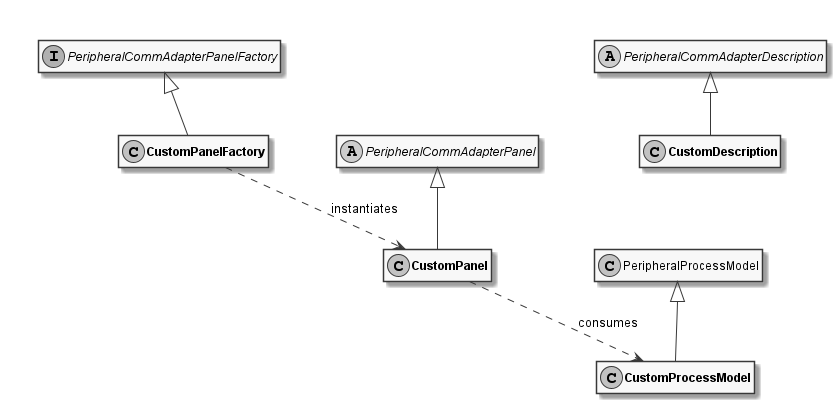 I PeripheralCommAdapterPanelFactory
A PeripheralCommAdapterDescription
C CustomPanelFactory
A PeripheralCommAdapterPanel
C CustomDescription
instantiates
C CustomPanel
C PeripheralProcessModel
consumes
C CustomProcessModel